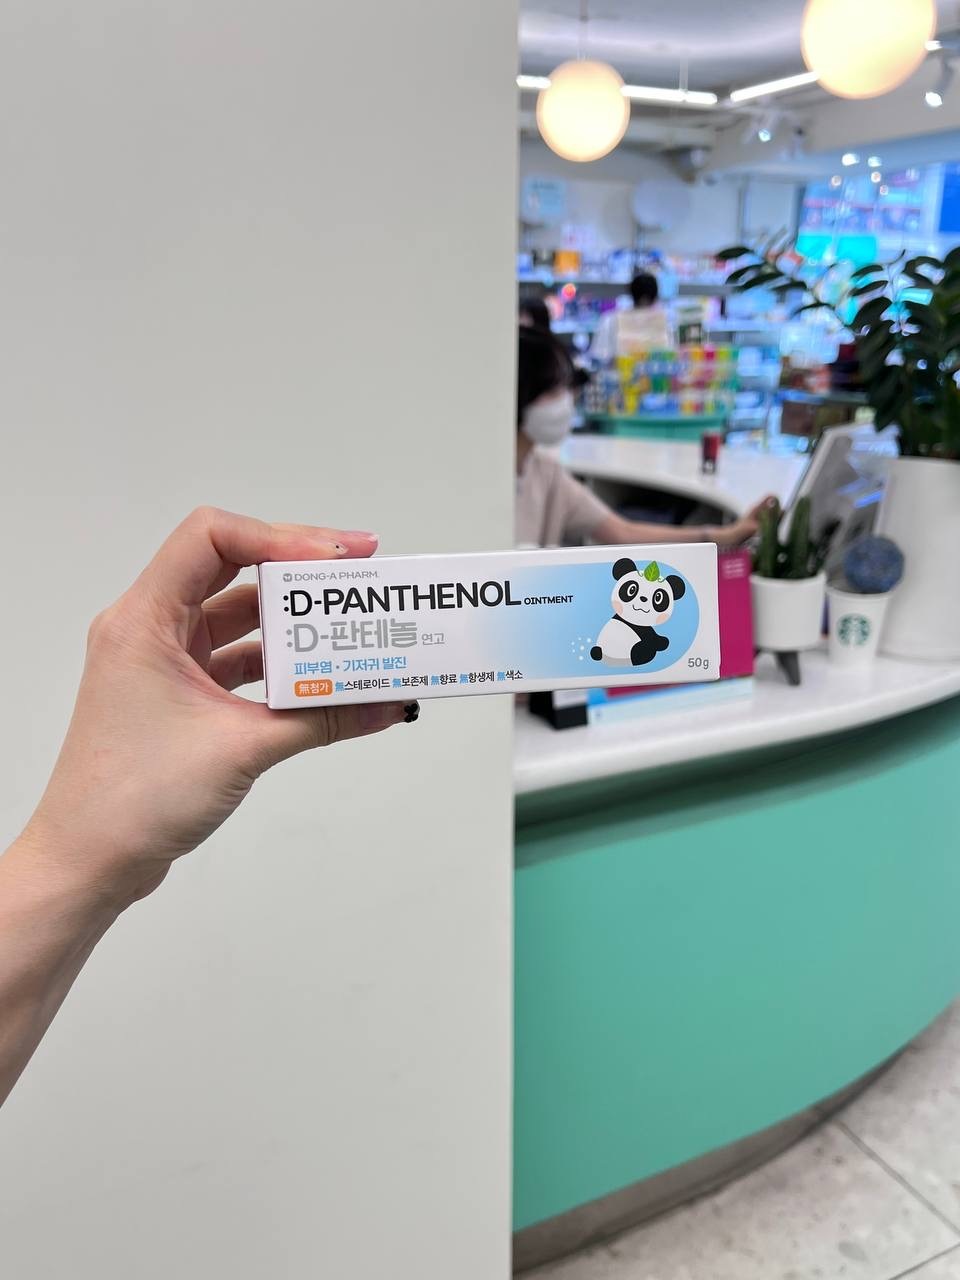 DONG-A PHARM.
:D-PANTHENOL OINTMENT
:D-판테놀 연고
피부염 · 기저귀 발진
無첨가 無스테로이드 無보존제 無향료 無항생제 無색소
50g